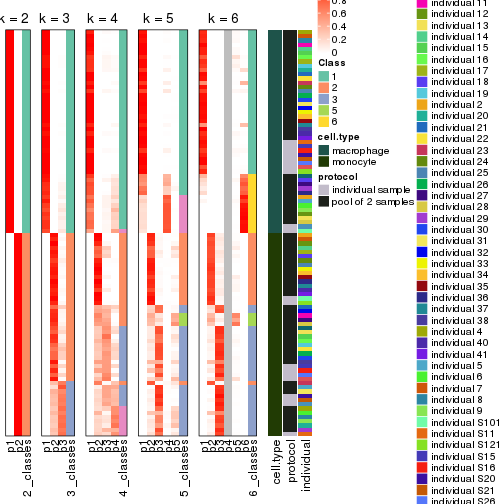 k = 2 k = 3 k = 4 k = 5 k = 6
0.8
0.6
0.4
0.2
0
Class
1
2
3
4
5
6
cell.type
macrophage
monocyte
protocol
individual sample
pool of 2 samples
individual 11
individual 12
individual 13
individual 14
individual 15
individual 16
individual 17
individual 18
individual 19
individual 2
individual 20
individual 21
individual 22
individual 23
individual 24
individual 25
individual 26
individual 27
individual 28
individual 29
individual 30
individual 31
individual 32
individual 33
individual 34
individual 35
individual 36
individual 37
individual 38
individual 4
individual 40
individual 41
individual 5
individual 6
individual 7
individual 8
individual 9
individual S101
individual S11
individual S121
individual S15
individual S16
individual S20
individual S21
individual S26
p1
p2
2_classes
p1
p2
p3
3_classes
p1
p2
p3
p4
4_classes
p1
p2
p3
p4
p5
5_classes
p1
p2
p3
p4
p5
p6
6_classes
cell.type
protocol
individual